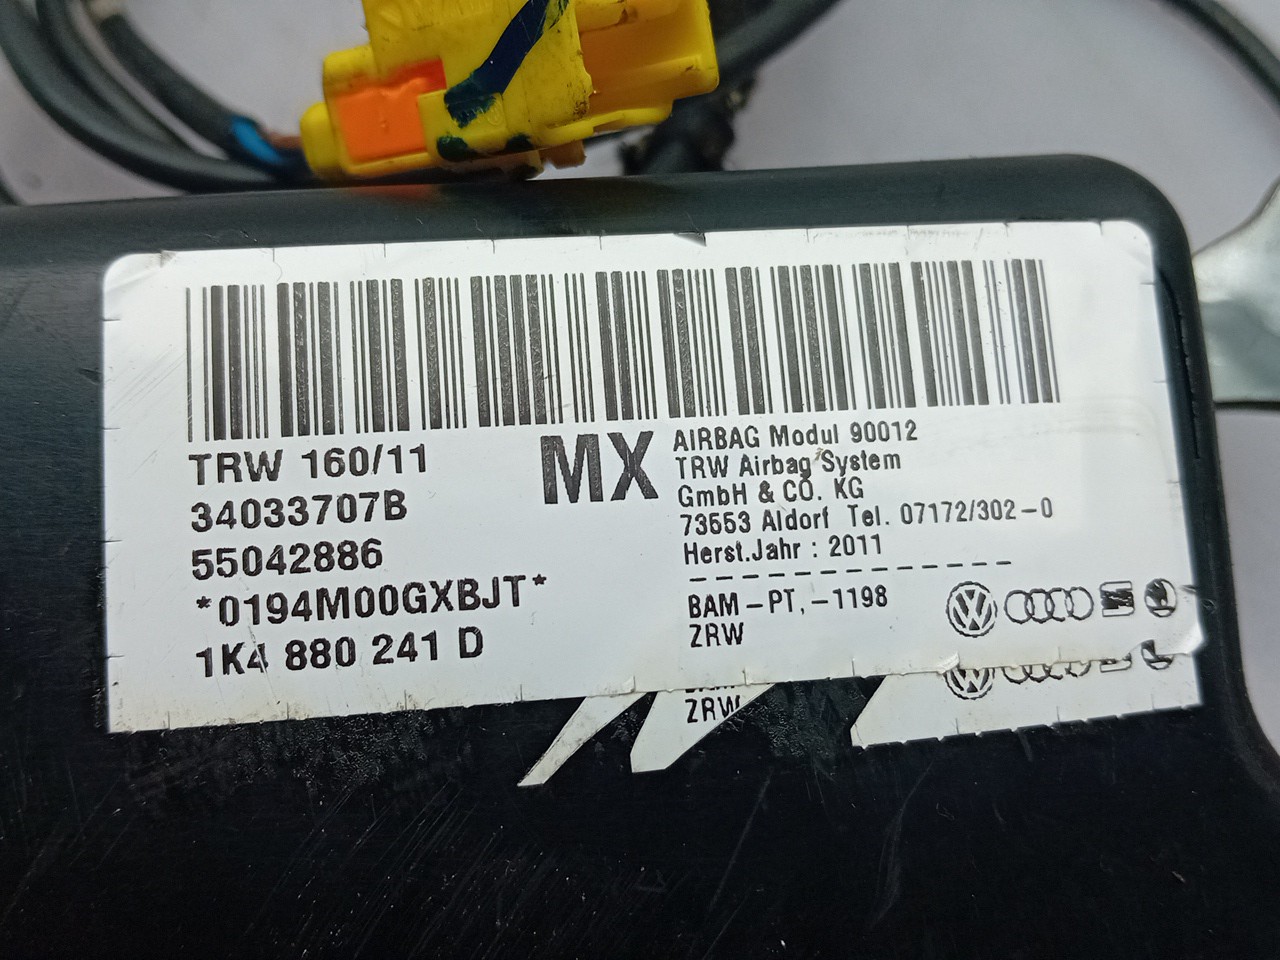 TRW 160/11
34033707B
55042886
*0194M00GXBJT*
1K4 880 241 D
MX
AIRBAG Modul 90012
TRW Airbag System
GmbH & CO. KG
73553 Aldorf Tel. 07172/302-0
Herst.Jahr : 2011
BAM-PT,-1198
ZRW
ZRW